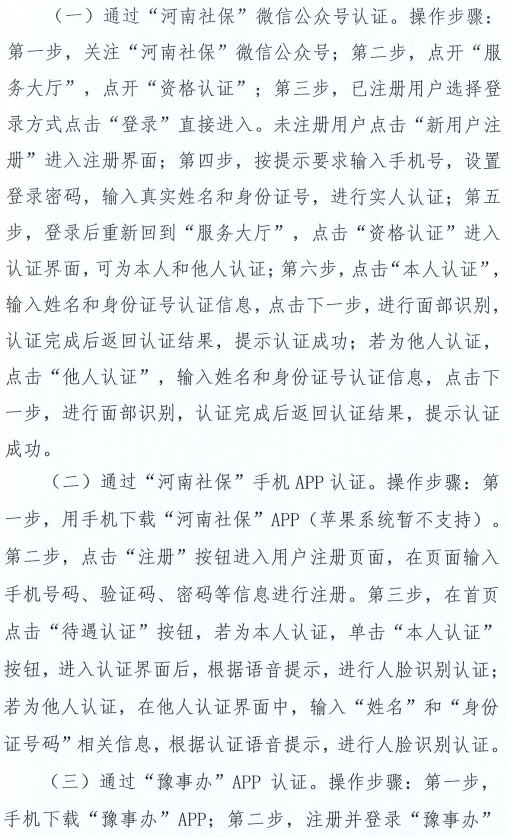 （一）通过“河南社保”微信公众号认证。操作步骤：
第一步，关注“河南社保”微信公众号；第二步，点开“服
务大厅”，点开“资格认证”；第三步，已注册用户选择登
录方式点击“登录”直接进入。未注册用户点击“新用户注
册”进入注册界面；第四步，按提示要求输入手机号，设置
登录密码，输入真实姓名和身份证号，进行实人认证；第五
步，登录后重新回到“服务大厅”，点击“资格认证”进入
认证界面，可为本人和他人认证；第六步，点击“本人认证”，
输入姓名和身份证号认证信息，点击下一步，进行面部识别，
认证完成后返回认证结果，提示认证成功；若为他人认证，
点击“他人认证”，输入姓名和身份证号认证信息，点击下
一步，进行面部识别，认证完成后返回认证结果，提示认证
成功。
（二）通过“河南社保”手机APP认证。操作步骤：第
一步，用手机下载“河南社保”APP（苹果系统暂不支持）。
第二步，点击“注册”按钮进入用户注册页面，在页面输入
手机号码、验证码、密码等信息进行注册。第三步，在首页
点击“待遇认证”按钮，若为本人认证，单击“本人认证”
按钮，进入认证界面后，根据语音提示，进行人脸识别认证；
若为他人认证，在他人认证界面中，输入“姓名”和“身份
证号码”相关信息，根据认证语音提示，进行人脸识别认证。
（三）通过“豫事办”APP 认证。操作步骤：第一步，
手机下载“豫事办”APP；第二步，注册并登录“豫事办”